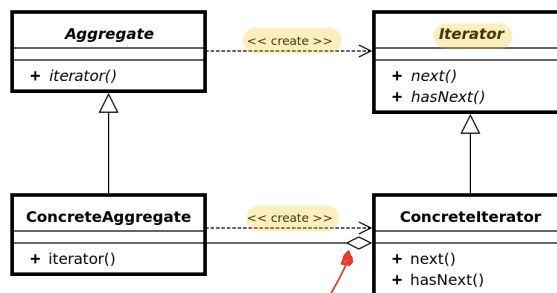 Aggregate
<< create >>
Iterator
+ iterator()
+ next()
+ hasNext()
ConcreteAggregate
<< create >>
ConcreteIterator
+ iterator()
+ next()
+ hasNext()